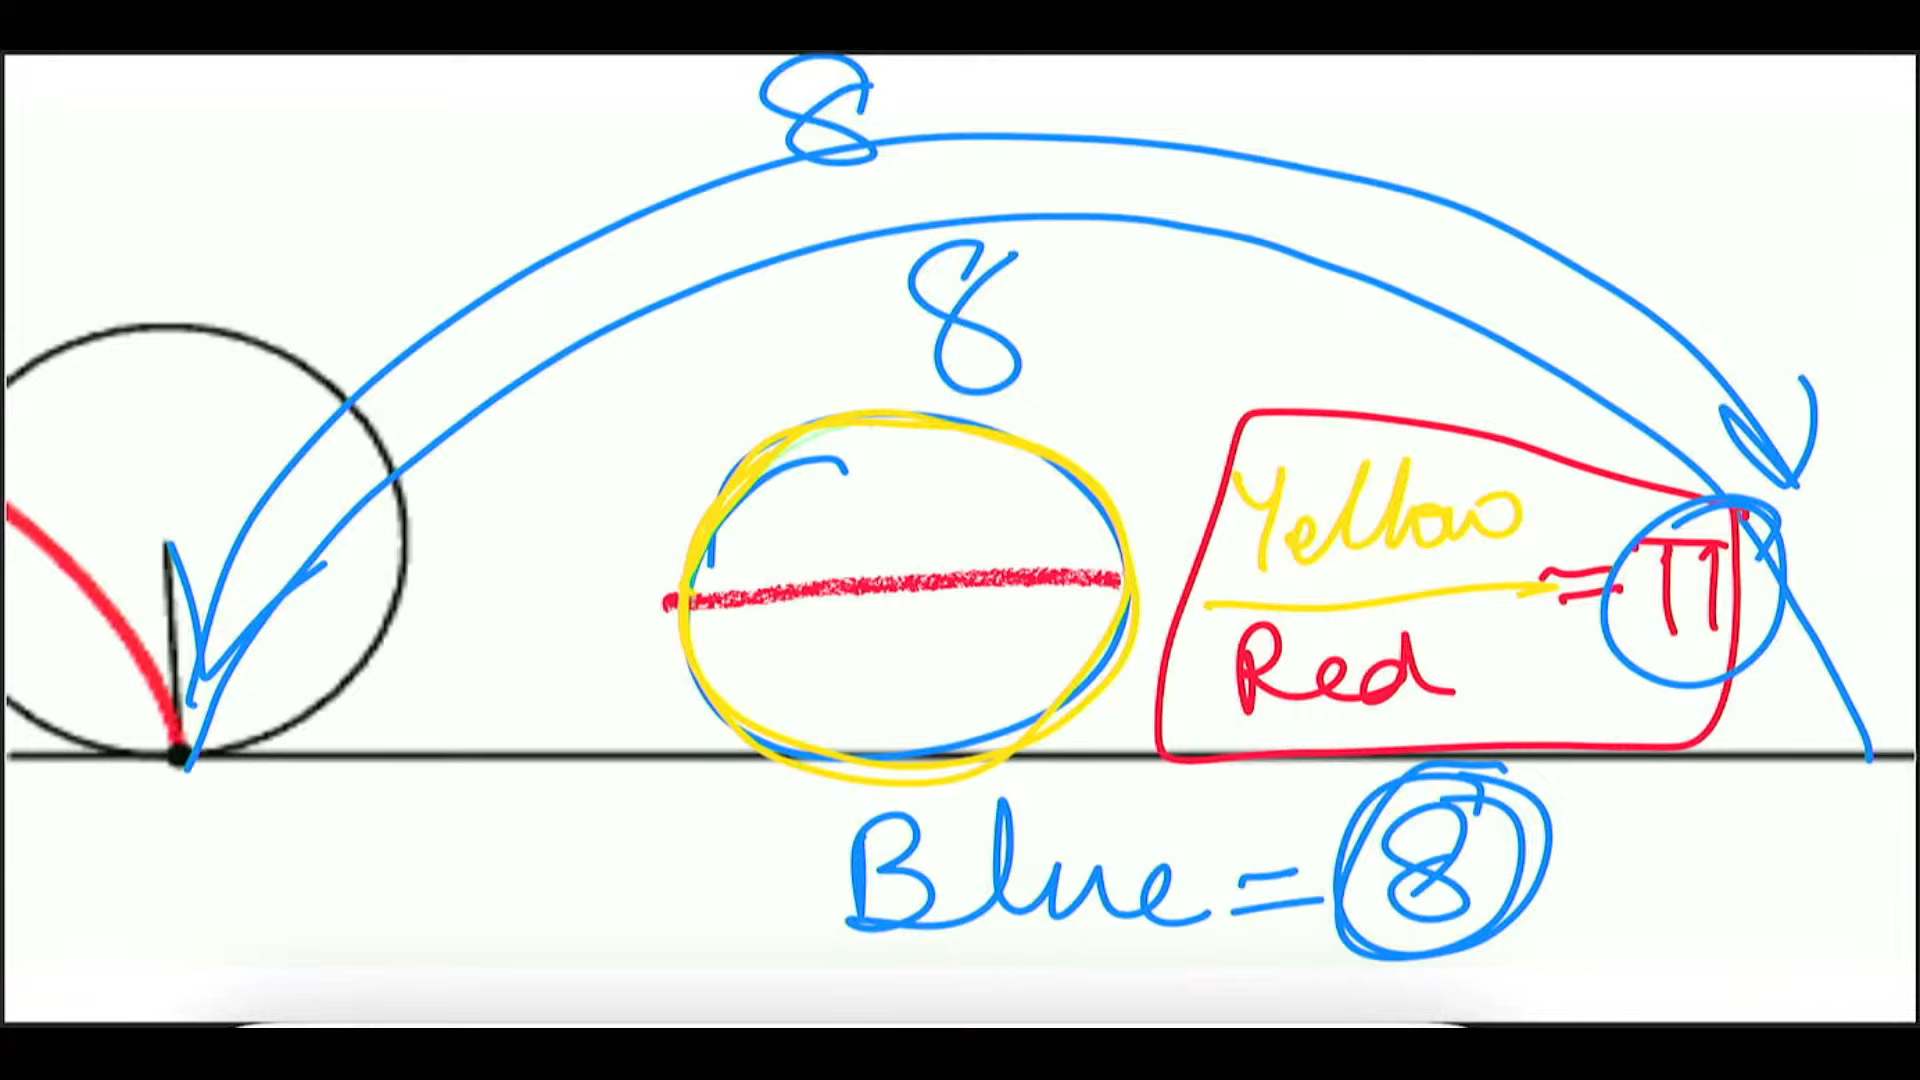 8
8
Yellow
= π
Red
Blue = 8